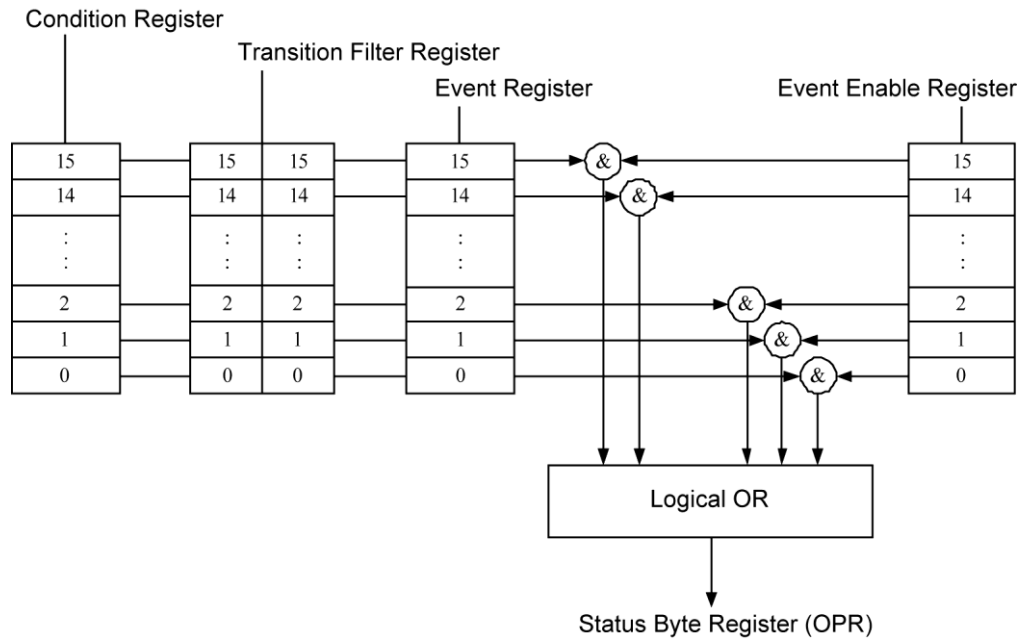 Condition Register
Transition Filter Register
Event Register
Event Enable Register
15 15 15 15 & 15
14 14 14 14 & 14
: : : : :
: : : : :
2 2 2 2 & 2
1 1 1 1 & 1
0 0 0 0 & 0
Logical OR
Status Byte Register (OPR)